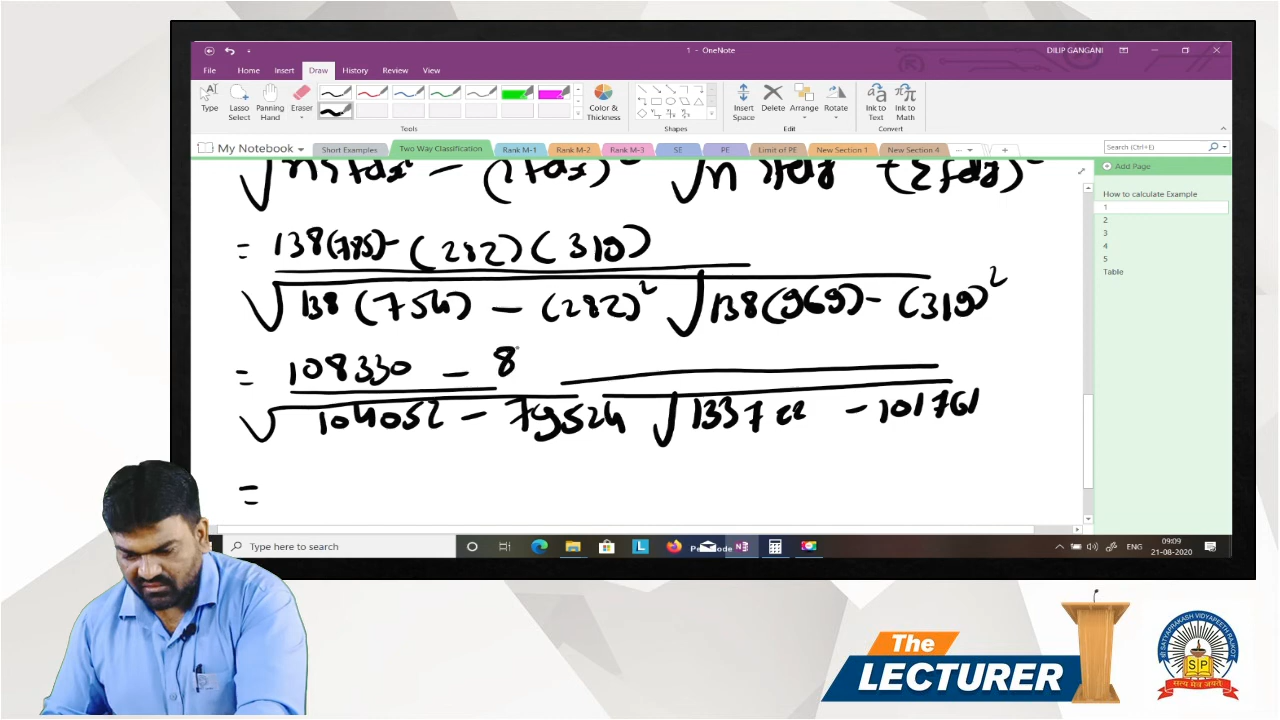 1 - OneNote
DILIP GANGANI
File Home Insert Draw History Review View
Type Lasso Select Panning Hand Eraser Color & Thickness Insert Space Delete Arrange Rotate Ink to Text Ink to Math
Tools Shapes Edit Convert
My Notebook Short Examples Two Way Classification Rank M-1 Rank M-2 Rank M-3 SE PE Limit of PE New Section 1 New Section 4 Search (Ctrl+E)
Add Page
How to calculate Example
1
2
3
4
5
Table
= 138(785) - (282)(319)
√138(754) - (282)² √138(969) - (319)²
= 108330 - 8
√104052 - 79524 √133722 - 101761
=
Type here to search
ENG 09:09
21-08-2020
The
LECTURER
SP